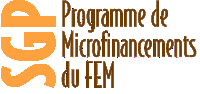 SGP
Programme de
Microfinancements
du FEM